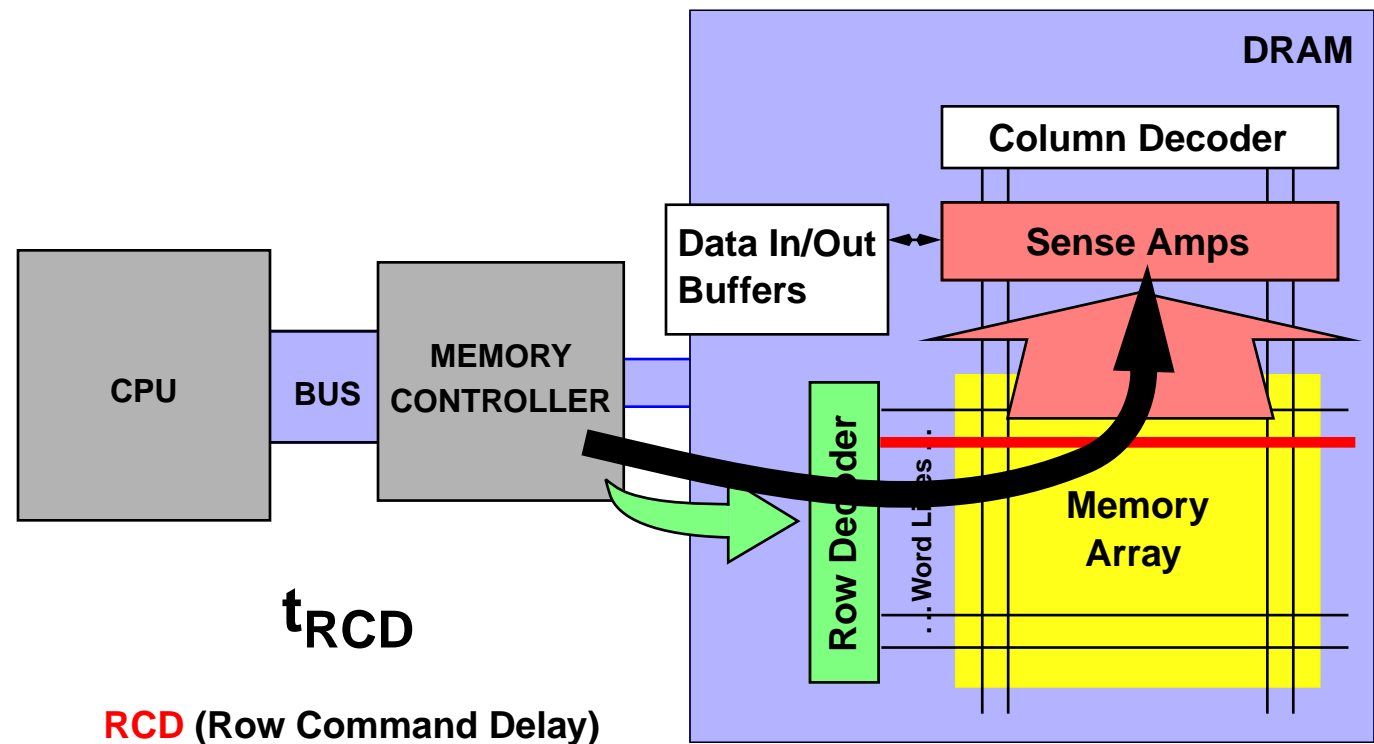 DRAM
Column Decoder
Data In/Out
Buffers
Sense Amps
CPU
BUS
MEMORY
CONTROLLER
Row Decoder
. . . Word Lines . . .
Memory
Array
tRCD
RCD (Row Command Delay)